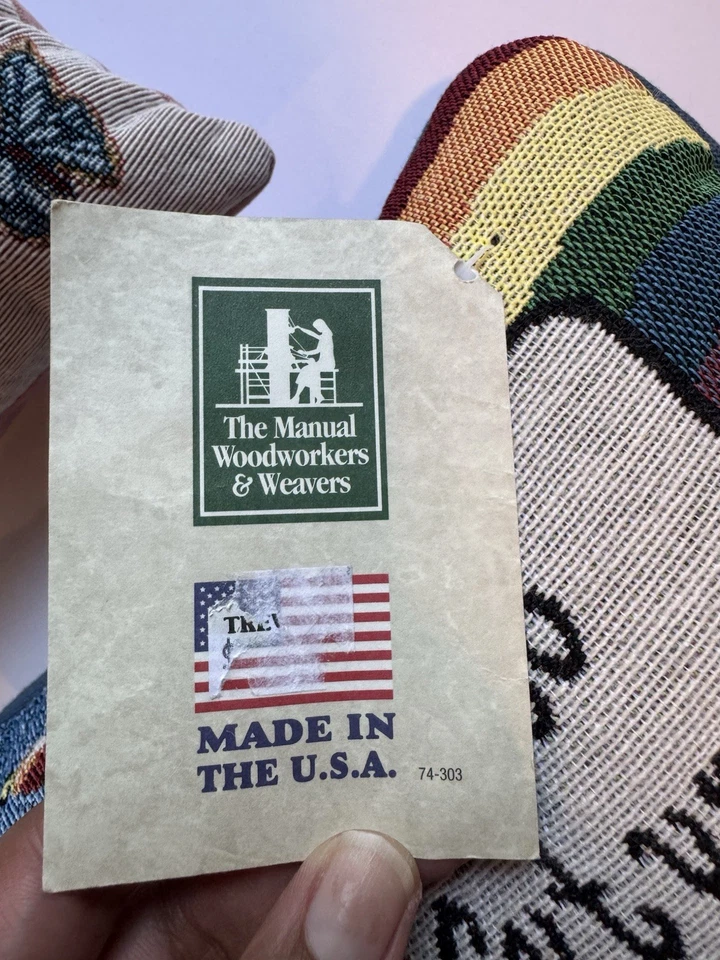 The Manual
Woodworkers
& Weavers
MADE IN
THE U.S.A.
74-303